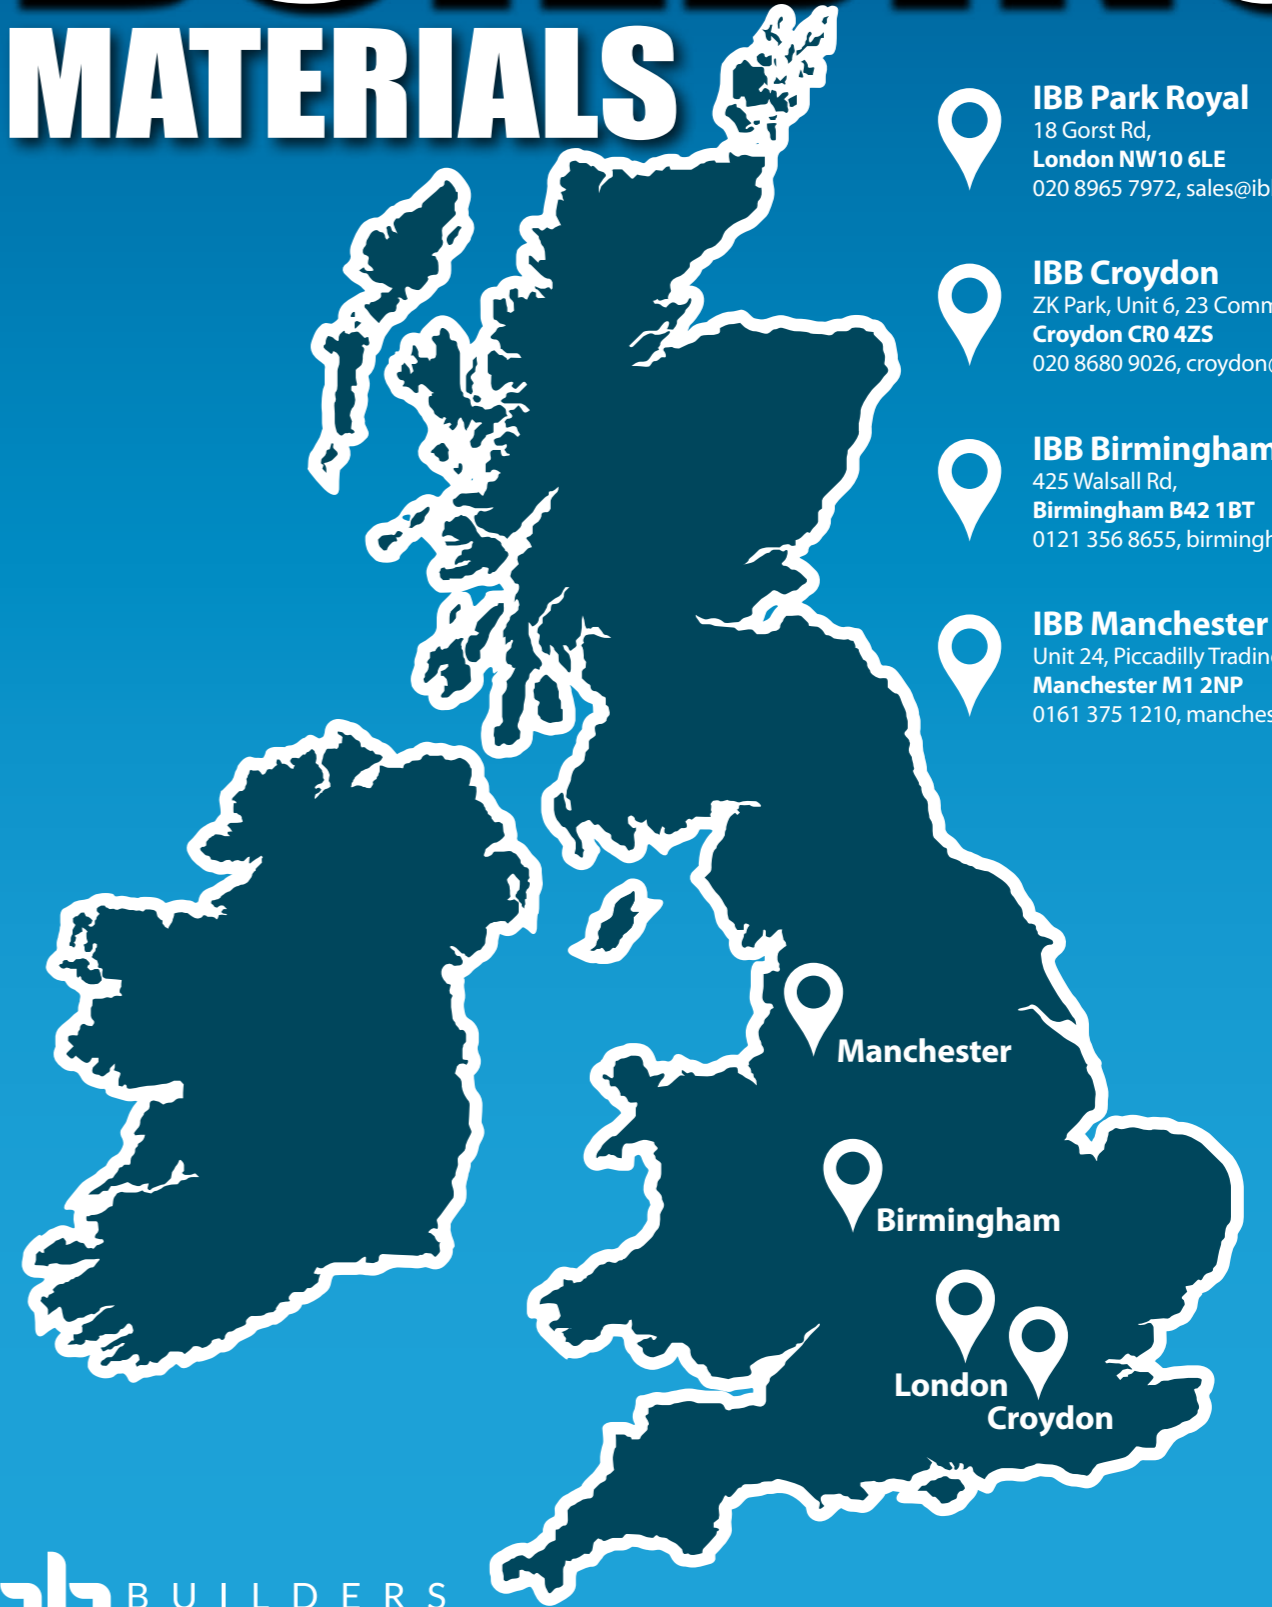 MATERIALS
IBB Park Royal
18 Gorst Rd,
London NW10 6LE
020 8965 7972, sales@ib
IBB Croydon
ZK Park, Unit 6, 23 Comm
Croydon CR0 4ZS
020 8680 9026, croydon@
IBB Birmingham
425 Walsall Rd,
Birmingham B42 1BT
0121 356 8655, birmingh
IBB Manchester
Unit 24, Piccadilly Trading
Manchester M1 2NP
0161 375 1210, manches
Manchester
Birmingham
London
Croydon
BUILDERS